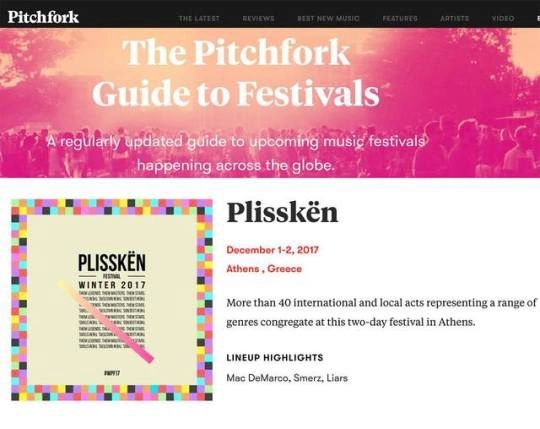 Pitchfork
THE LATEST REVIEWS BEST NEW MUSIC FEATURES ARTISTS VIDEO
The Pitchfork
Guide to Festivals
A regularly updated guide to upcoming music festivals
happening across the globe.
PLISSKËN
FESTIVAL
WINTER 2017
#WPF17
Plisskën
December 1-2, 2017
Athens , Greece
More than 40 international and local acts representing a range of
genres congregate at this two-day festival in Athens.
LINEUP HIGHLIGHTS
Mac DeMarco, Smerz, Liars